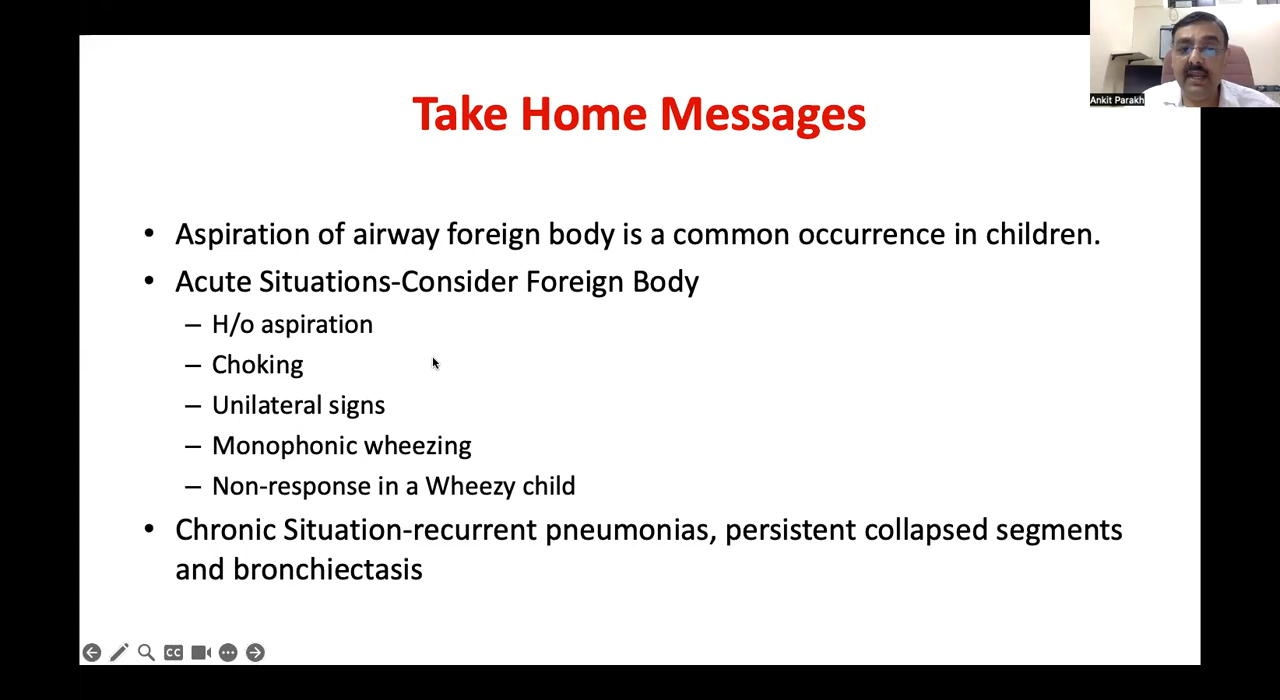 Ankit Parakh
Take Home Messages
• Aspiration of airway foreign body is a common occurrence in children.
• Acute Situations-Consider Foreign Body
– H/o aspiration
– Choking
– Unilateral signs
– Monophonic wheezing
– Non-response in a Wheezy child
• Chronic Situation-recurrent pneumonias, persistent collapsed segments
and bronchiectasis
CC